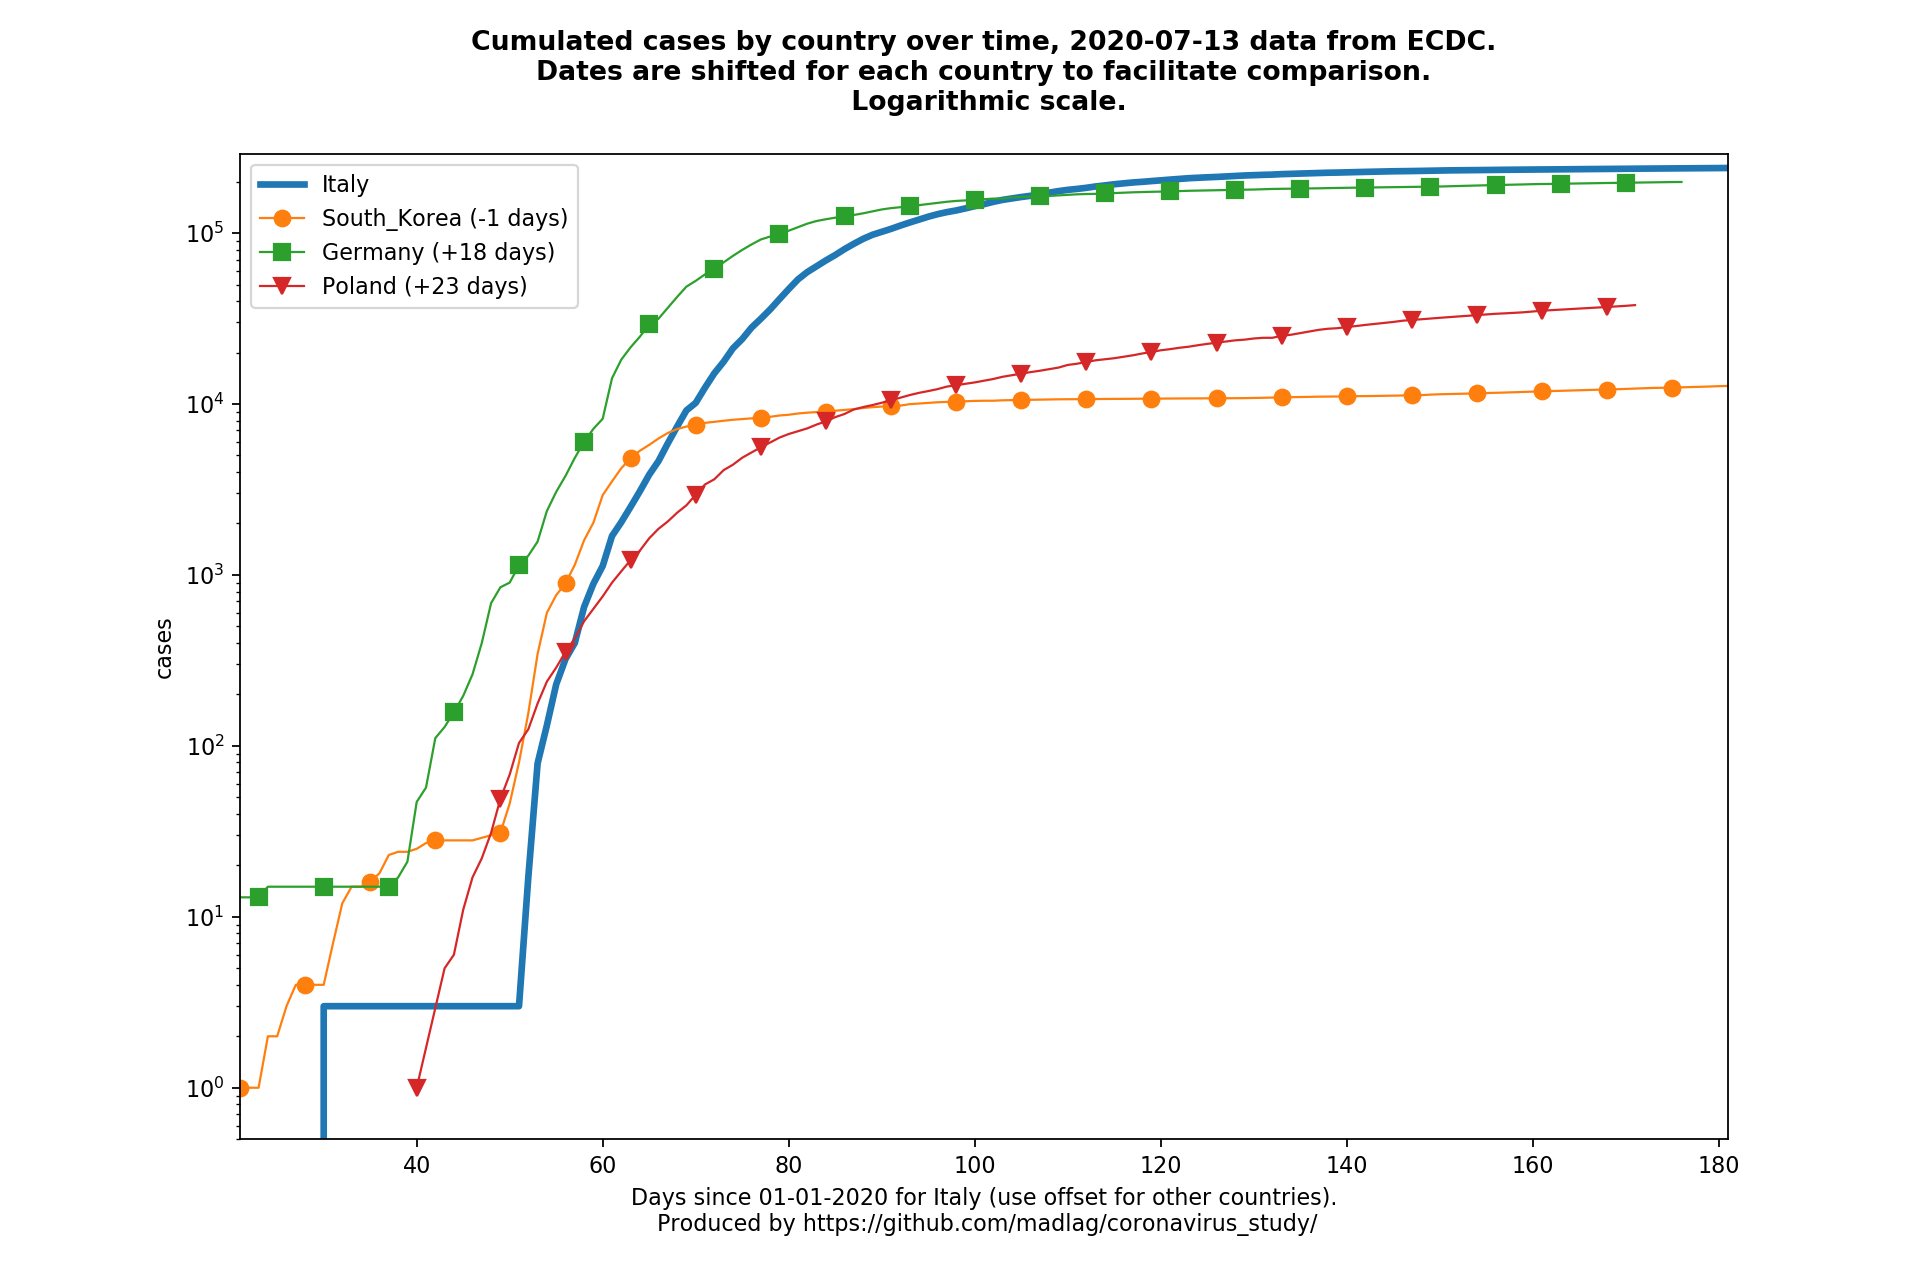 Cumulated cases by country over time, 2020-07-13 data from ECDC.
Dates are shifted for each country to facilitate comparison.
Logarithmic scale.
Italy
South_Korea (-1 days)
Germany (+18 days)
Poland (+23 days)
10^5
10^4
10^3
10^2
10^1
10^0
cases
40 60 80 100 120 140 160 180
Days since 01-01-2020 for Italy (use offset for other countries).
Produced by https://github.com/madlag/coronavirus_study/